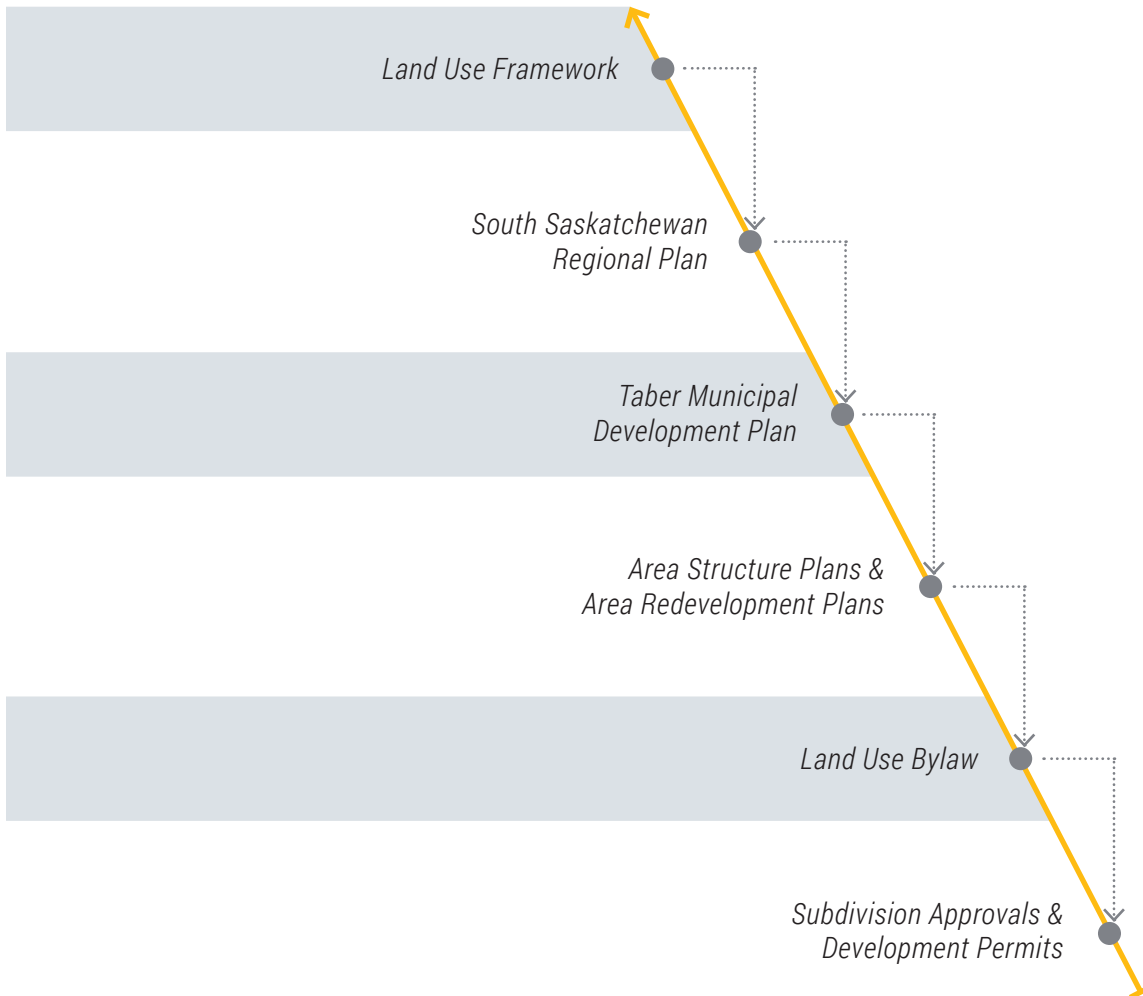 Land Use Framework
South Saskatchewan
Regional Plan
Taber Municipal
Development Plan
Area Structure Plans &
Area Redevelopment Plans
Land Use Bylaw
Subdivision Approvals &
Development Permits